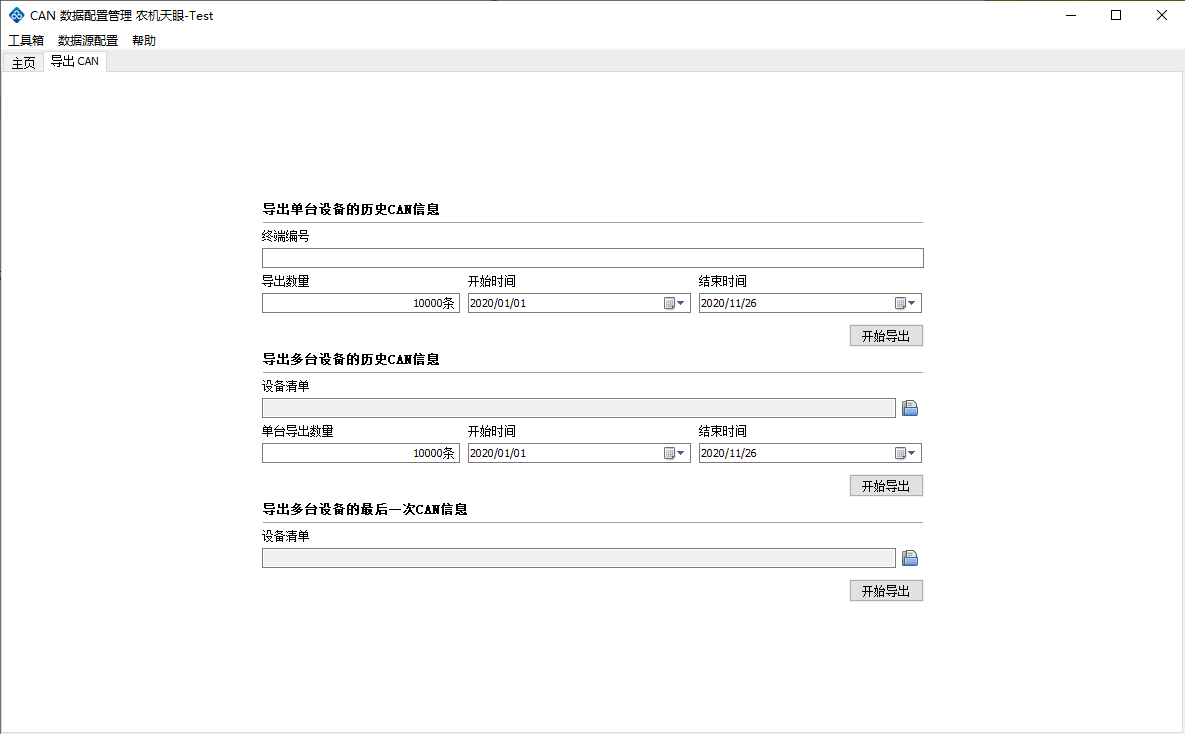 CAN 数据配置管理 农机天眼-Test
工具箱 数据源配置 帮助
主页 导出 CAN
导出单台设备的历史CAN信息
终端编号
导出数量 开始时间 结束时间
10000条 2020/01/01 2020/11/26
开始导出
导出多台设备的历史CAN信息
设备清单
单台导出数量 开始时间 结束时间
10000条 2020/01/01 2020/11/26
开始导出
导出多台设备的最后一次CAN信息
设备清单
开始导出